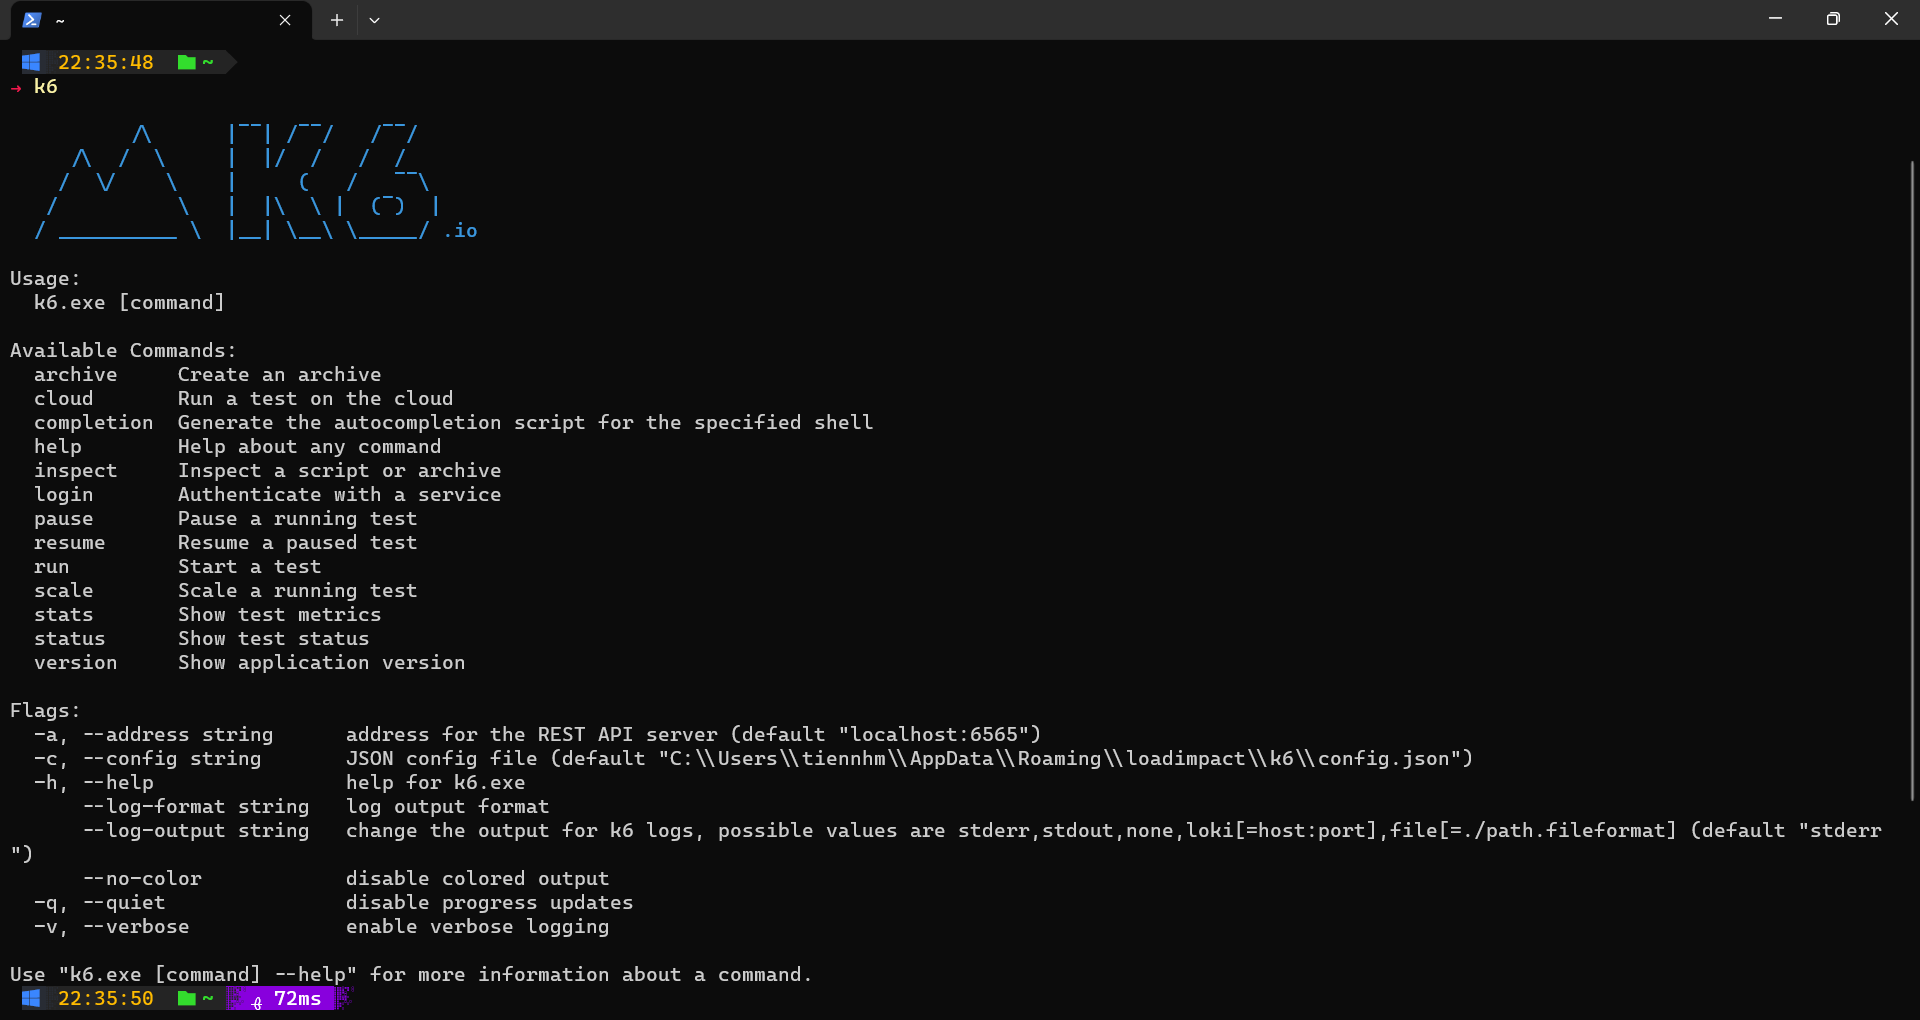 ~
22:35:48 ~
→ k6
          /\      |‾‾| /‾‾/   /‾‾/
     /\  /  \     |  |/  /   /  /
    /  \/    \    |     (   /   ‾‾\
   /          \   |  |\  \ |  (‾)  |
  / __________ \  |__| \__\ \_____/ .io
Usage:
  k6.exe [command]
Available Commands:
  archive     Create an archive
  cloud       Run a test on the cloud
  completion  Generate the autocompletion script for the specified shell
  help        Help about any command
  inspect     Inspect a script or archive
  login       Authenticate with a service
  pause       Pause a running test
  resume      Resume a paused test
  run         Start a test
  scale       Scale a running test
  stats       Show test metrics
  status      Show test status
  version     Show application version
Flags:
  -a, --address string      address for the REST API server (default "localhost:6565")
  -c, --config string       JSON config file (default "C:\\Users\\tiennhm\\AppData\\Roaming\\loadimpact\\k6\\config.json")
  -h, --help                help for k6.exe
      --log-format string   log output format
      --log-output string   change the output for k6 logs, possible values are stderr,stdout,none,loki[=host:port],file[=./path.fileformat] (default "stderr
")
      --no-color            disable colored output
  -q, --quiet               disable progress updates
  -v, --verbose             enable verbose logging
Use "k6.exe [command] --help" for more information about a command.
22:35:50 ~ 72ms